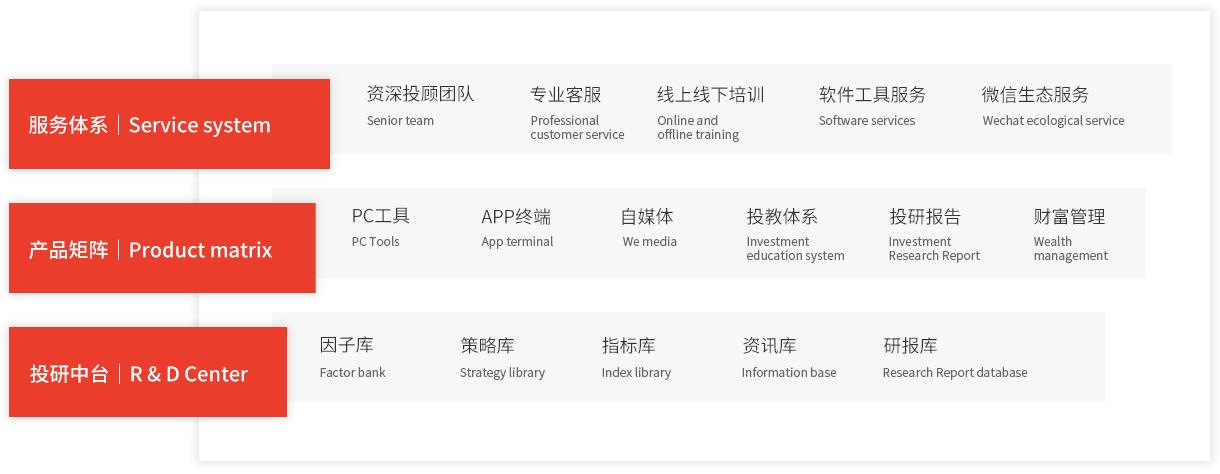 服务体系｜Service system
资深投顾团队
Senior team
专业客服
Professional
customer service
线上线下培训
Online and
offline training
软件工具服务
Software services
微信生态服务
Wechat ecological service
产品矩阵｜Product matrix
PC工具
PC Tools
APP终端
App terminal
自媒体
We media
投教体系
Investment
education system
投研报告
Investment
Research Report
财富管理
Wealth
management
投研中台｜R & D Center
因子库
Factor bank
策略库
Strategy library
指标库
Index library
资讯库
Information base
研报库
Research Report database